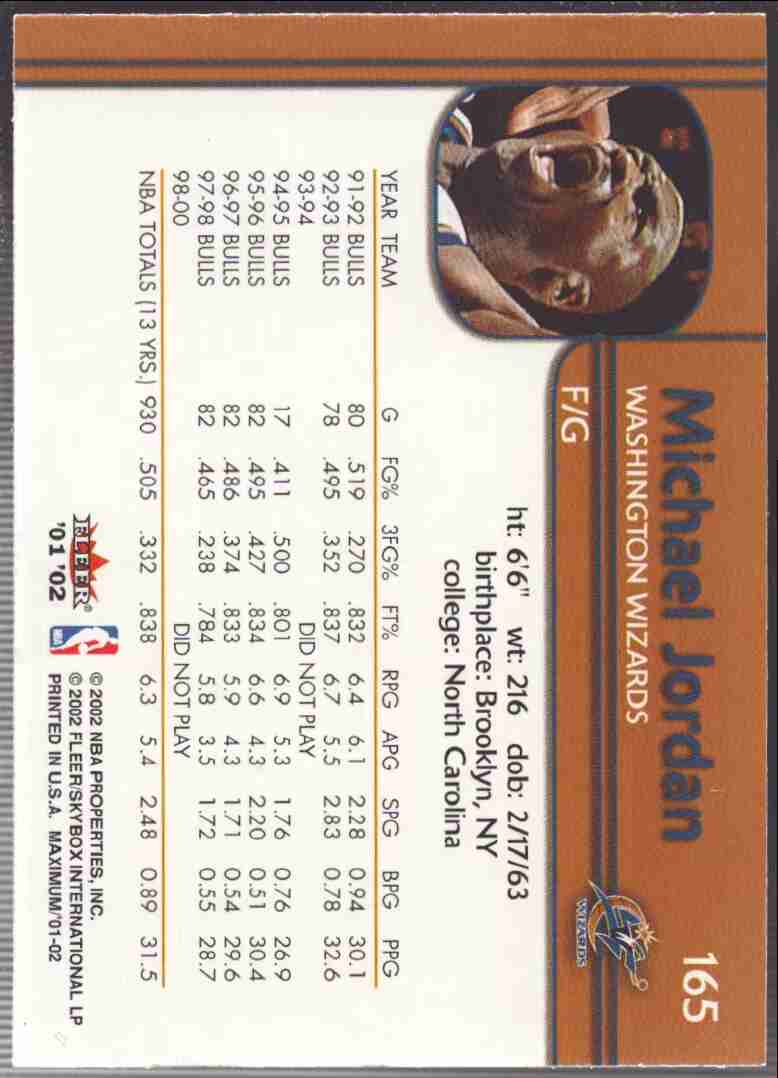 165
Michael Jordan
WASHINGTON WIZARDS
WIZARDS
F/G
ht: 6'6" wt: 216 dob: 2/17/63
birthplace: Brooklyn, NY
college: North Carolina
YEAR TEAM G FG% 3FG% FT% RPG APG SPG BPG PPG
91-92 BULLS 80 .519 .270 .832 6.4 6.1 2.28 0.94 30.1
92-93 BULLS 78 .495 .352 .837 6.7 5.5 2.83 0.78 32.6
93-94 DID NOT PLAY
94-95 BULLS 17 .411 .500 .801 6.9 5.3 1.76 0.76 26.9
95-96 BULLS 82 .495 .427 .834 6.6 4.3 2.20 0.51 30.4
96-97 BULLS 82 .486 .374 .833 5.9 4.3 1.71 0.54 29.6
97-98 BULLS 82 .465 .238 .784 5.8 3.5 1.72 0.55 28.7
98-00 DID NOT PLAY
NBA TOTALS (13 YRS.) 930 .505 .332 .838 6.3 5.4 2.48 0.89 31.5
FLEER®
'01 '02
NBA
© 2002 NBA PROPERTIES, INC.
© 2002 FLEER/SKYBOX INTERNATIONAL LP
PRINTED IN U.S.A. MAXIMUM/'01-02